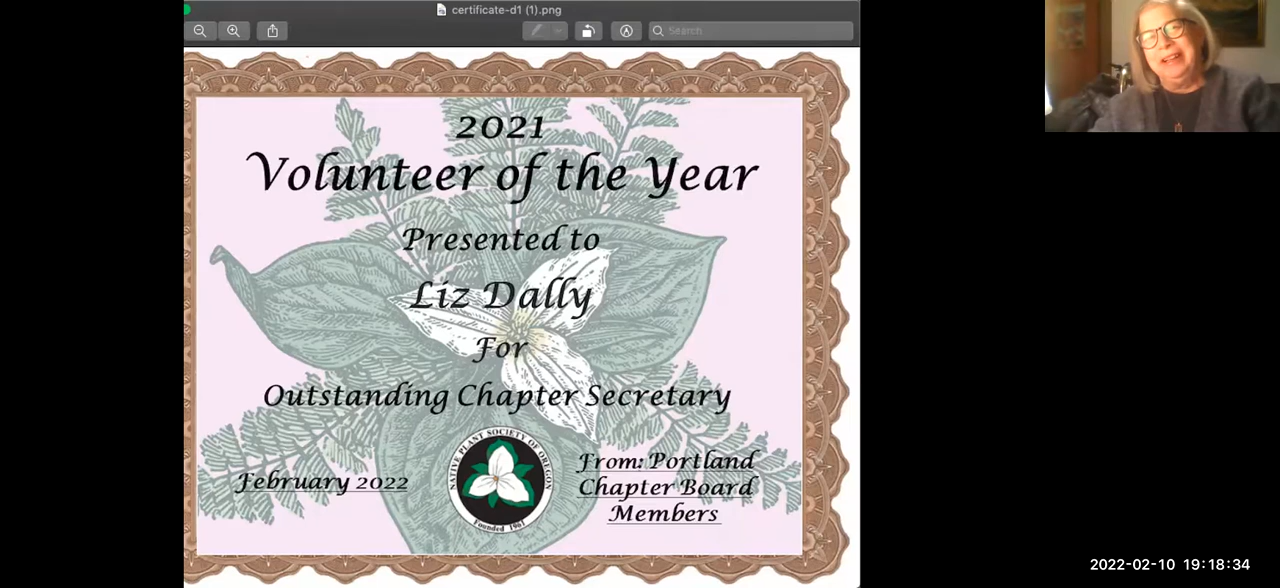 certificate-d1 (1).png
Search
2021
Volunteer of the Year
Presented to
Liz Dally
For
Outstanding Chapter Secretary
February 2022
NATIVE PLANT SOCIETY OF OREGON
Founded 1961
From: Portland
Chapter Board
Members
2022-02-10 19:18:34